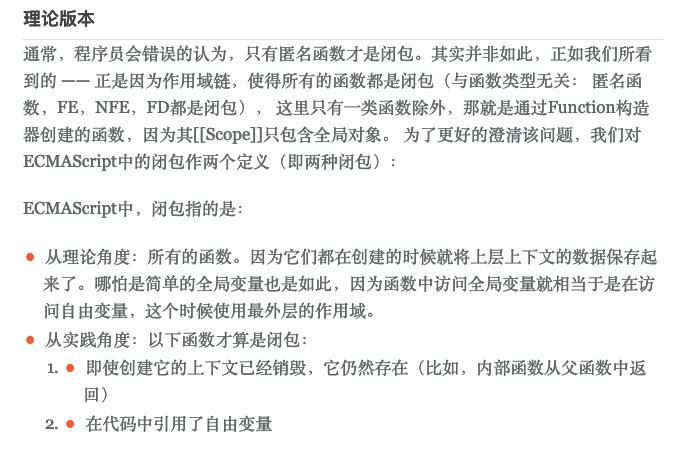 理论版本
通常，程序员会错误的认为，只有匿名函数才是闭包。其实并非如此，正如我们所看
到的 —— 正是因为作用域链，使得所有的函数都是闭包（与函数类型无关： 匿名函
数，FE，NFE，FD都是闭包）， 这里只有一类函数除外，那就是通过Function构造
器创建的函数，因为其[[Scope]]只包含全局对象。 为了更好的澄清该问题，我们对
ECMAScript中的闭包作两个定义（即两种闭包）：
ECMAScript中，闭包指的是：
● 从理论角度：所有的函数。因为它们都在创建的时候就将上层上下文的数据保存起
来了。哪怕是简单的全局变量也是如此，因为函数中访问全局变量就相当于是在访
问自由变量，这个时候使用最外层的作用域。
● 从实践角度：以下函数才算是闭包：
1. ● 即使创建它的上下文已经销毁，它仍然存在（比如，内部函数从父函数中返
回）
2. ● 在代码中引用了自由变量